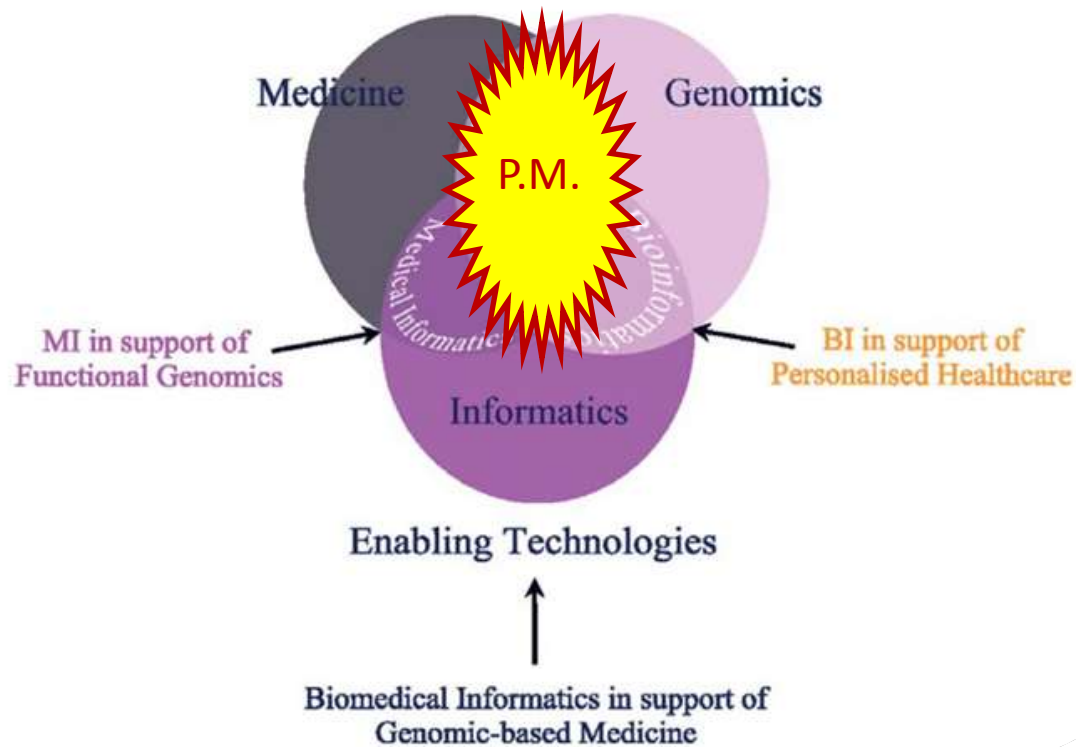 Medicine
Genomics
P.M.
Medical Informatics
MI in support of
Functional Genomics
BI in support of
Personalised Healthcare
Informatics
Enabling Technologies
Biomedical Informatics in support of
Genomic-based Medicine